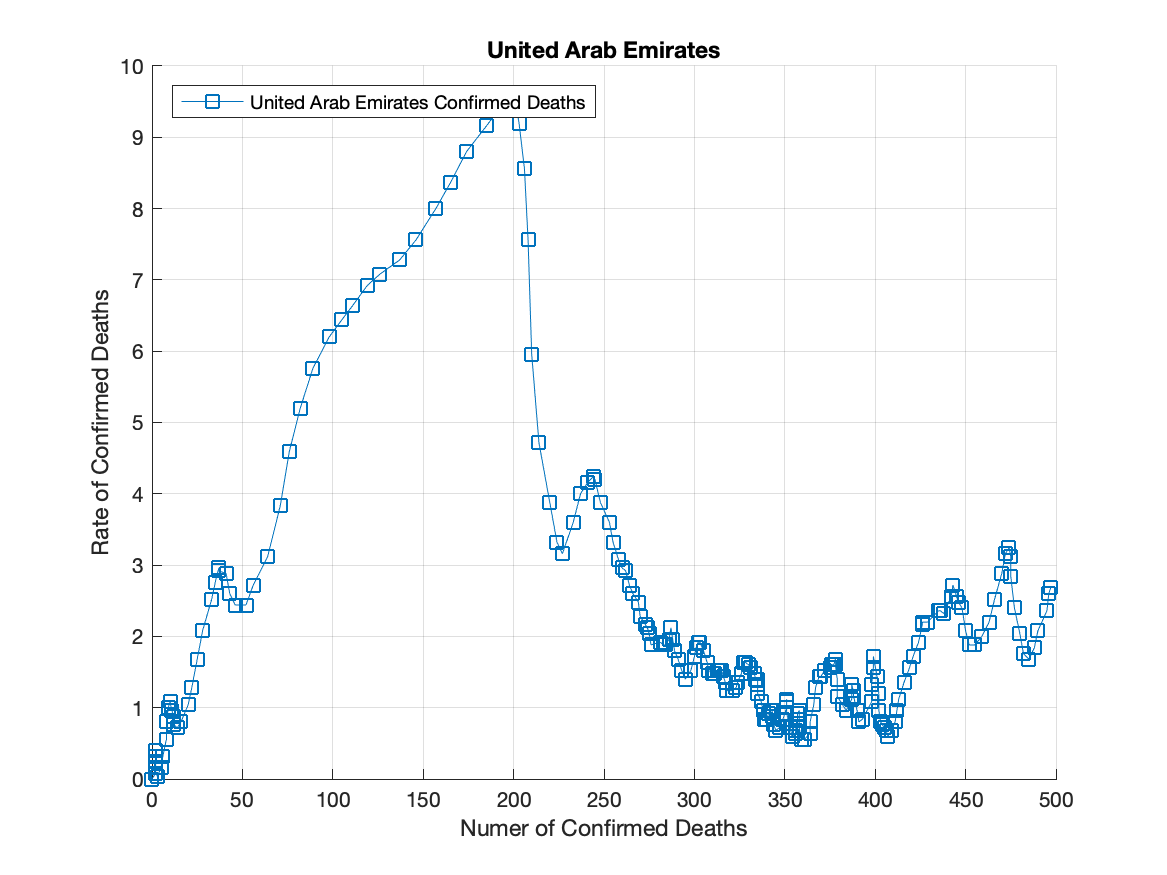 United Arab Emirates
10
United Arab Emirates Confirmed Deaths
9
8
7
6
5
4
3
2
1
0
Rate of Confirmed Deaths
0 50 100 150 200 250 300 350 400 450 500
Numer of Confirmed Deaths